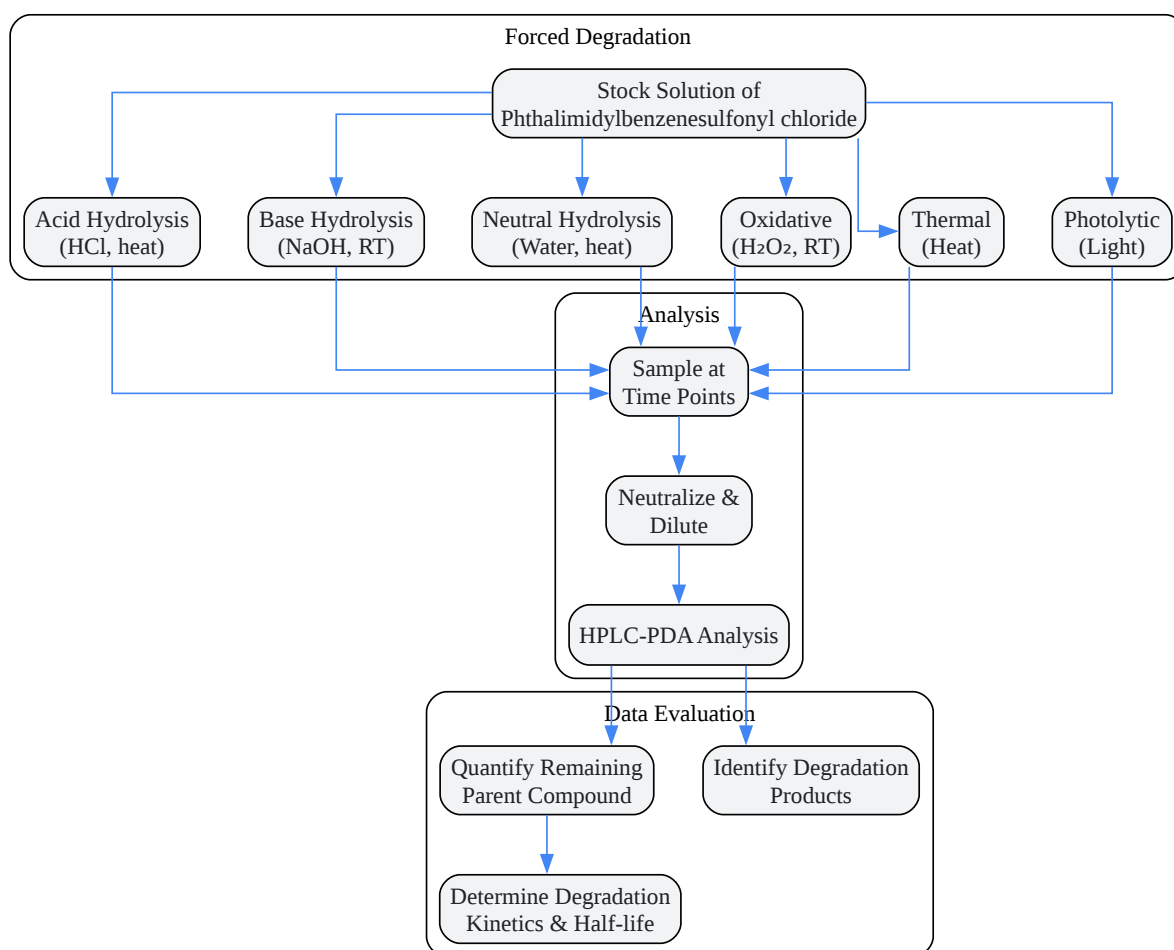 Forced Degradation
Stock Solution of
Phthalimidylbenzenesulfonyl chloride
Acid Hydrolysis
(HCl, heat)
Base Hydrolysis
(NaOH, RT)
Neutral Hydrolysis
(Water, heat)
Oxidative
(H₂O₂, RT)
Thermal
(Heat)
Photolytic
(Light)
Analysis
Sample at
Time Points
Neutralize &
Dilute
HPLC-PDA Analysis
Data Evaluation
Quantify Remaining
Parent Compound
Identify Degradation
Products
Determine Degradation
Kinetics & Half-life